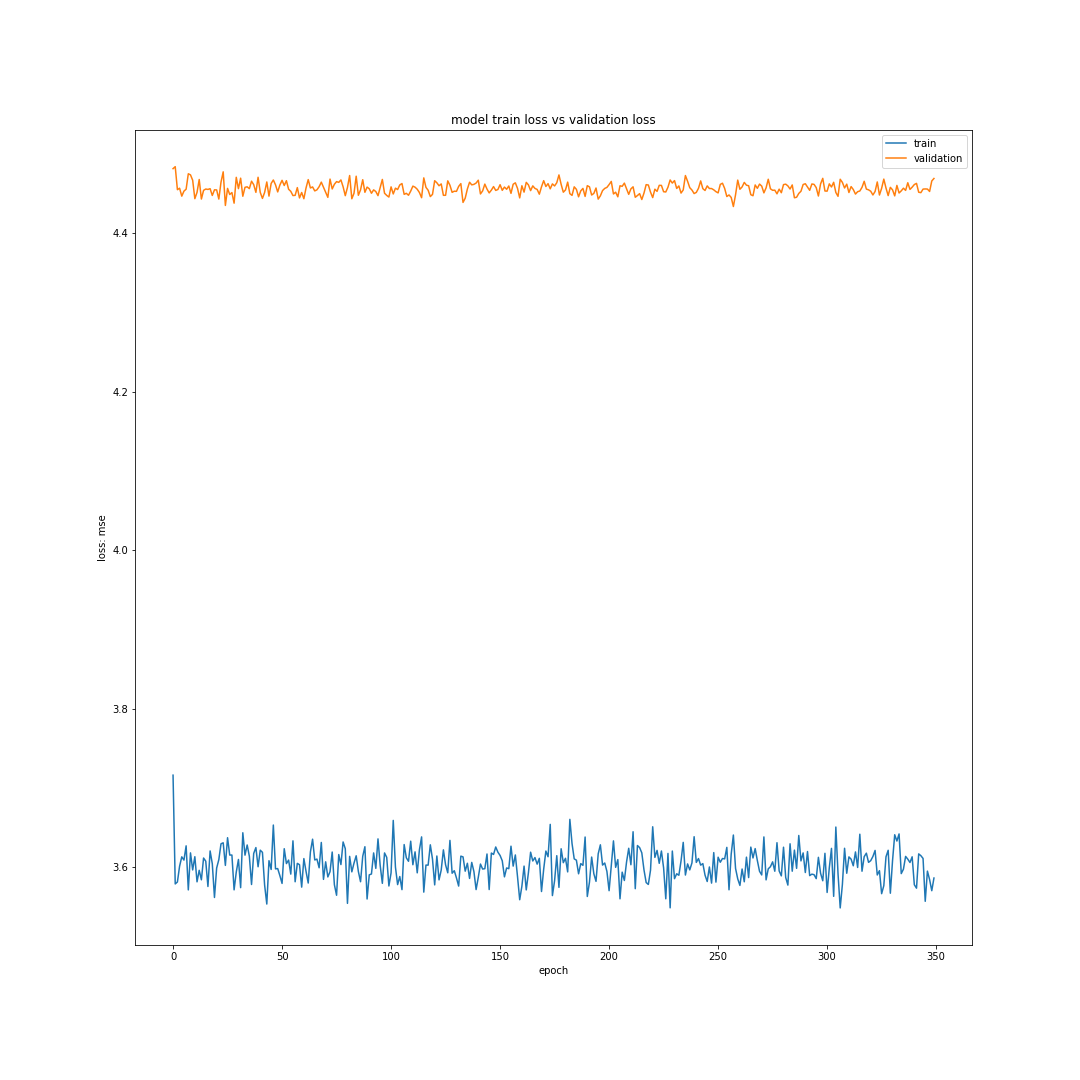 model train loss vs validation loss
train
validation
4.4
4.2
4.0
3.8
3.6
loss: mse
0 50 100 150 200 250 300 350
epoch